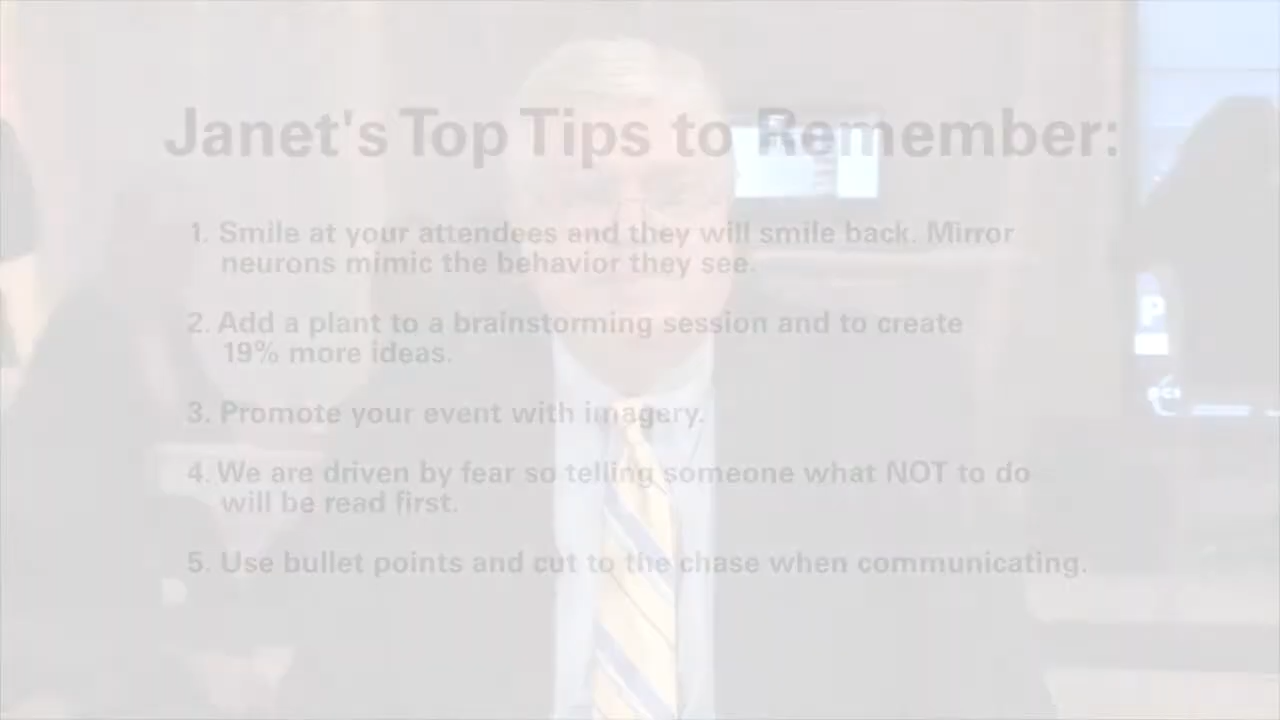 Janet's Top Tips to Remember:
1. Smile at your attendees and they will smile back. Mirror
neurons mimic the behavior they see.
2. Add a plant to a brainstorming session and to create
19% more ideas.
3. Promote your event with imagery.
4. We are driven by fear so telling someone what NOT to do
will be read first.
5. Use bullet points and cut to the chase when communicating.
P
pc